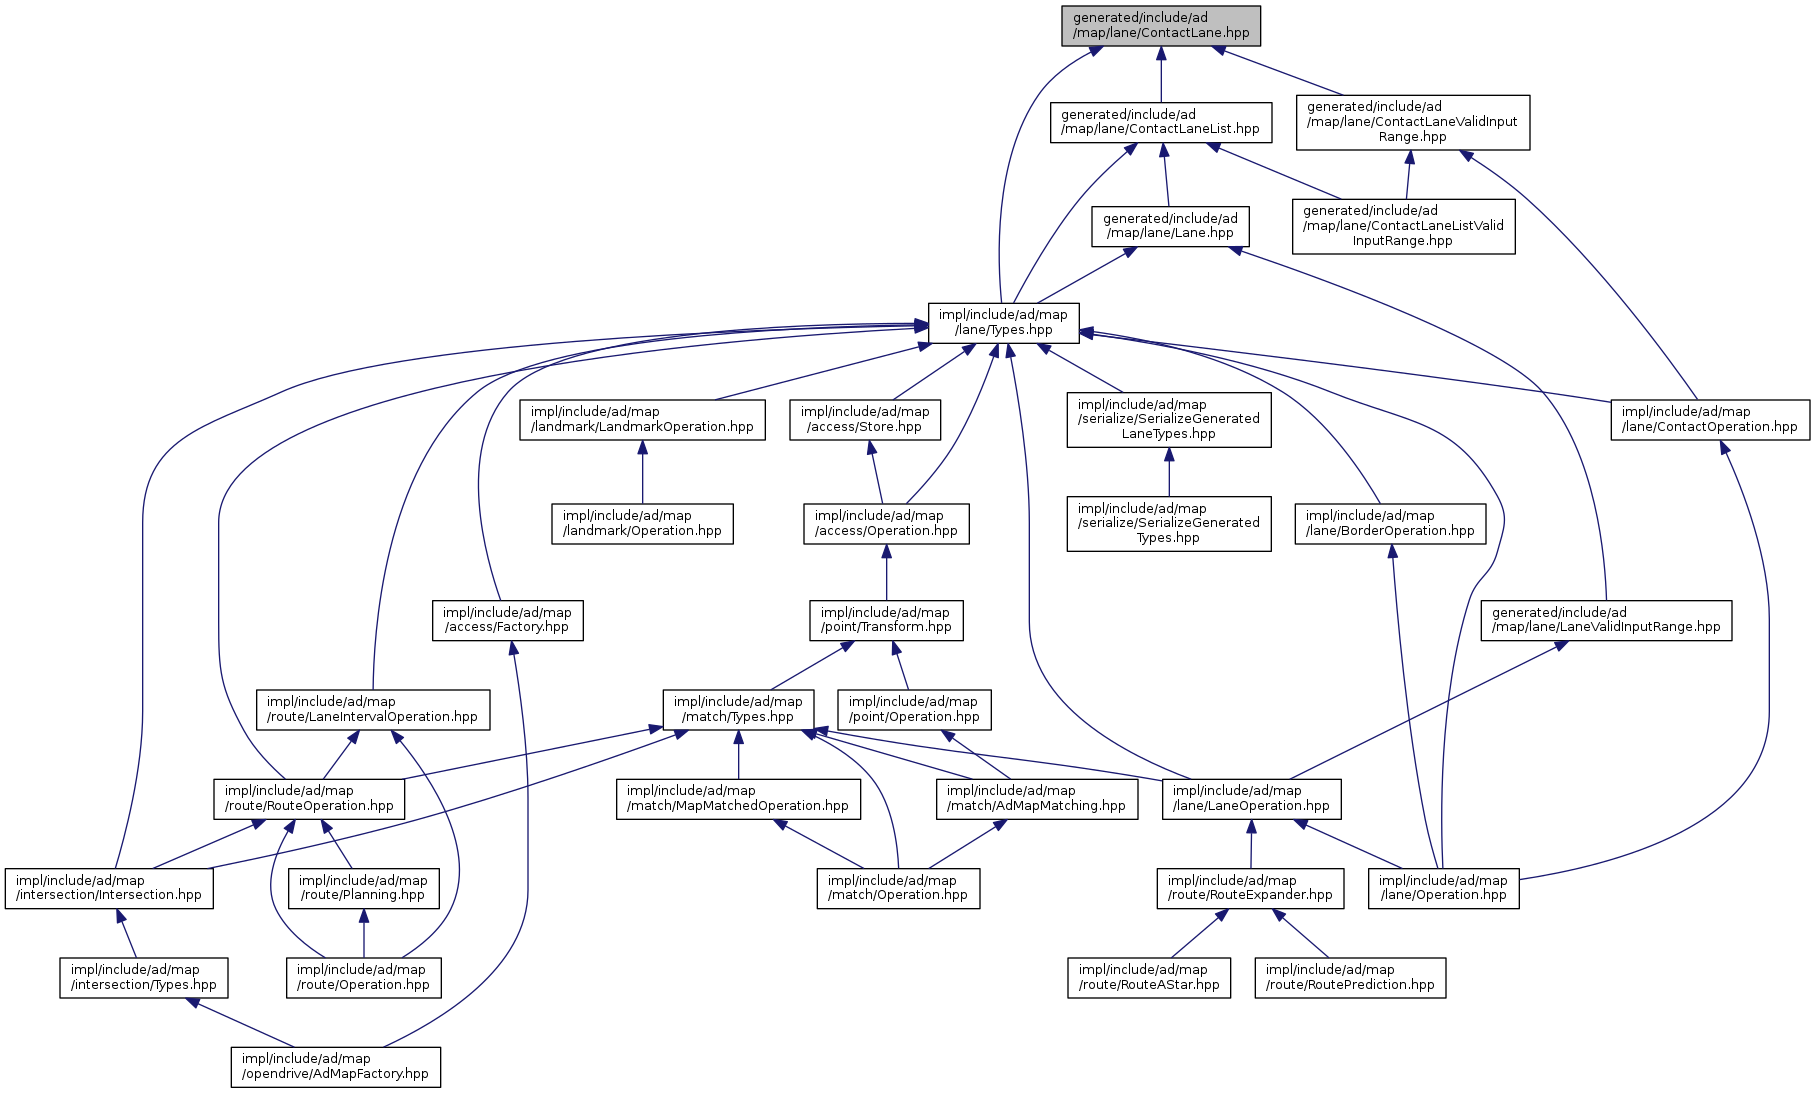 generated/include/ad
/map/lane/ContactLane.hpp
generated/include/ad
/map/lane/ContactLaneList.hpp
generated/include/ad
/map/lane/ContactLaneValidInput
Range.hpp
generated/include/ad
/map/lane/Lane.hpp
generated/include/ad
/map/lane/ContactLaneListValid
InputRange.hpp
impl/include/ad/map
/lane/Types.hpp
impl/include/ad/map
/landmark/LandmarkOperation.hpp
impl/include/ad/map
/access/Store.hpp
impl/include/ad/map
/serialize/SerializeGenerated
LaneTypes.hpp
impl/include/ad/map
/lane/ContactOperation.hpp
impl/include/ad/map
/landmark/Operation.hpp
impl/include/ad/map
/access/Operation.hpp
impl/include/ad/map
/serialize/SerializeGenerated
Types.hpp
impl/include/ad/map
/lane/BorderOperation.hpp
impl/include/ad/map
/access/Factory.hpp
impl/include/ad/map
/point/Transform.hpp
generated/include/ad
/map/lane/LaneValidInputRange.hpp
impl/include/ad/map
/route/LaneIntervalOperation.hpp
impl/include/ad/map
/match/Types.hpp
impl/include/ad/map
/point/Operation.hpp
impl/include/ad/map
/route/RouteOperation.hpp
impl/include/ad/map
/match/MapMatchedOperation.hpp
impl/include/ad/map
/match/AdMapMatching.hpp
impl/include/ad/map
/lane/LaneOperation.hpp
impl/include/ad/map
/intersection/Intersection.hpp
impl/include/ad/map
/route/Planning.hpp
impl/include/ad/map
/match/Operation.hpp
impl/include/ad/map
/route/RouteExpander.hpp
impl/include/ad/map
/lane/Operation.hpp
impl/include/ad/map
/intersection/Types.hpp
impl/include/ad/map
/route/Operation.hpp
impl/include/ad/map
/route/RouteAStar.hpp
impl/include/ad/map
/route/RoutePrediction.hpp
impl/include/ad/map
/opendrive/AdMapFactory.hpp